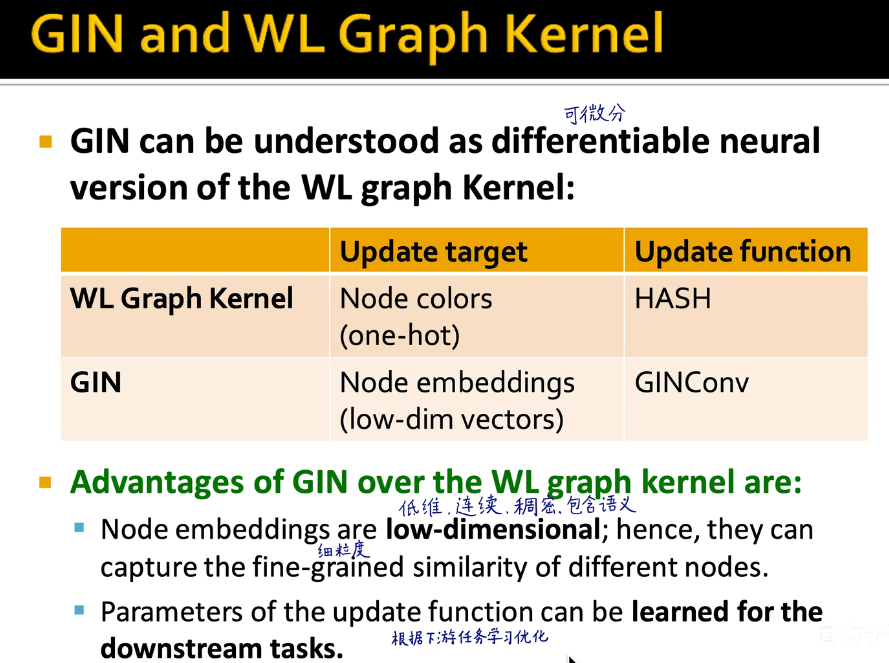 GIN and WL Graph Kernel
可微分
GIN can be understood as differentiable neural
version of the WL graph Kernel:
Update target Update function
WL Graph Kernel Node colors HASH
(one-hot)
GIN Node embeddings GINConv
(low-dim vectors)
Advantages of GIN over the WL graph kernel are:
低维,连续,稠密,包含语义
Node embeddings are low-dimensional; hence, they can
细粒度
capture the fine-grained similarity of different nodes.
Parameters of the update function can be learned for the
downstream tasks.
根据下游任务学习优化